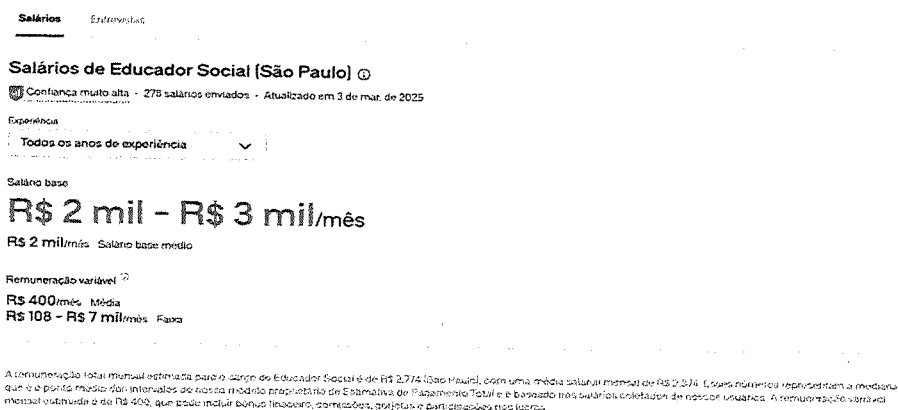 Salários Entrevistas
Salários de Educador Social (São Paulo)
Confiança muito alta - 275 salários enviados - Atualizado em 3 de mar. de 2025
Experiência
Todos os anos de experiência
Salário base
R$ 2 mil – R$ 3 mil/mês
R$ 2 mil/mês Salário base médio
Remuneração variável
R$ 400/mês Média
R$ 108 – R$ 7 mil/mês Faixa
A remuneração total mensal estimada para o cargo de Educador Social é de R$ 2.774 (São Paulo), com uma média salarial mensal de R$ 2.374. Esses números representam a mediana,
que é o ponto médio dos intervalos de nosso modelo proprietário de Estimativa de Pagamento Total e é baseado nos salários coletados de nossos usuários. A remuneração variável
mensal estimada é de R$ 400, que pode incluir bônus financeiro, comissões, gorjetas e participações nos lucros.